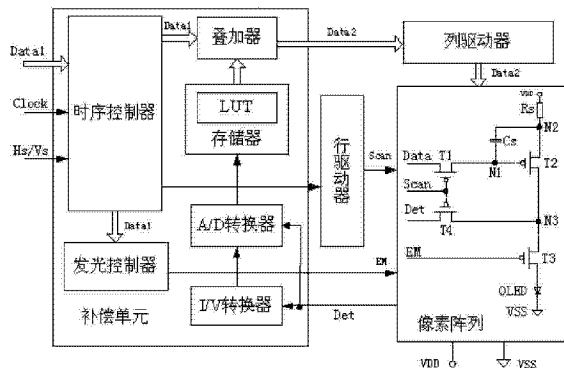 Data1
叠加器
Data2
列驱动器
Data1
Data2
时序控制器
LUT
存储器
VDD
Rs
Clock
Cs
N2
Hs/Vs
行驱动器
Scan
Data
T1
N1
T2
Scan
Det
T4
N3
Data1
A/D转换器
发光控制器
EM
EM
T3
I/V转换器
OLED
补偿单元
Det
VSS
像素阵列
VDD
VSS